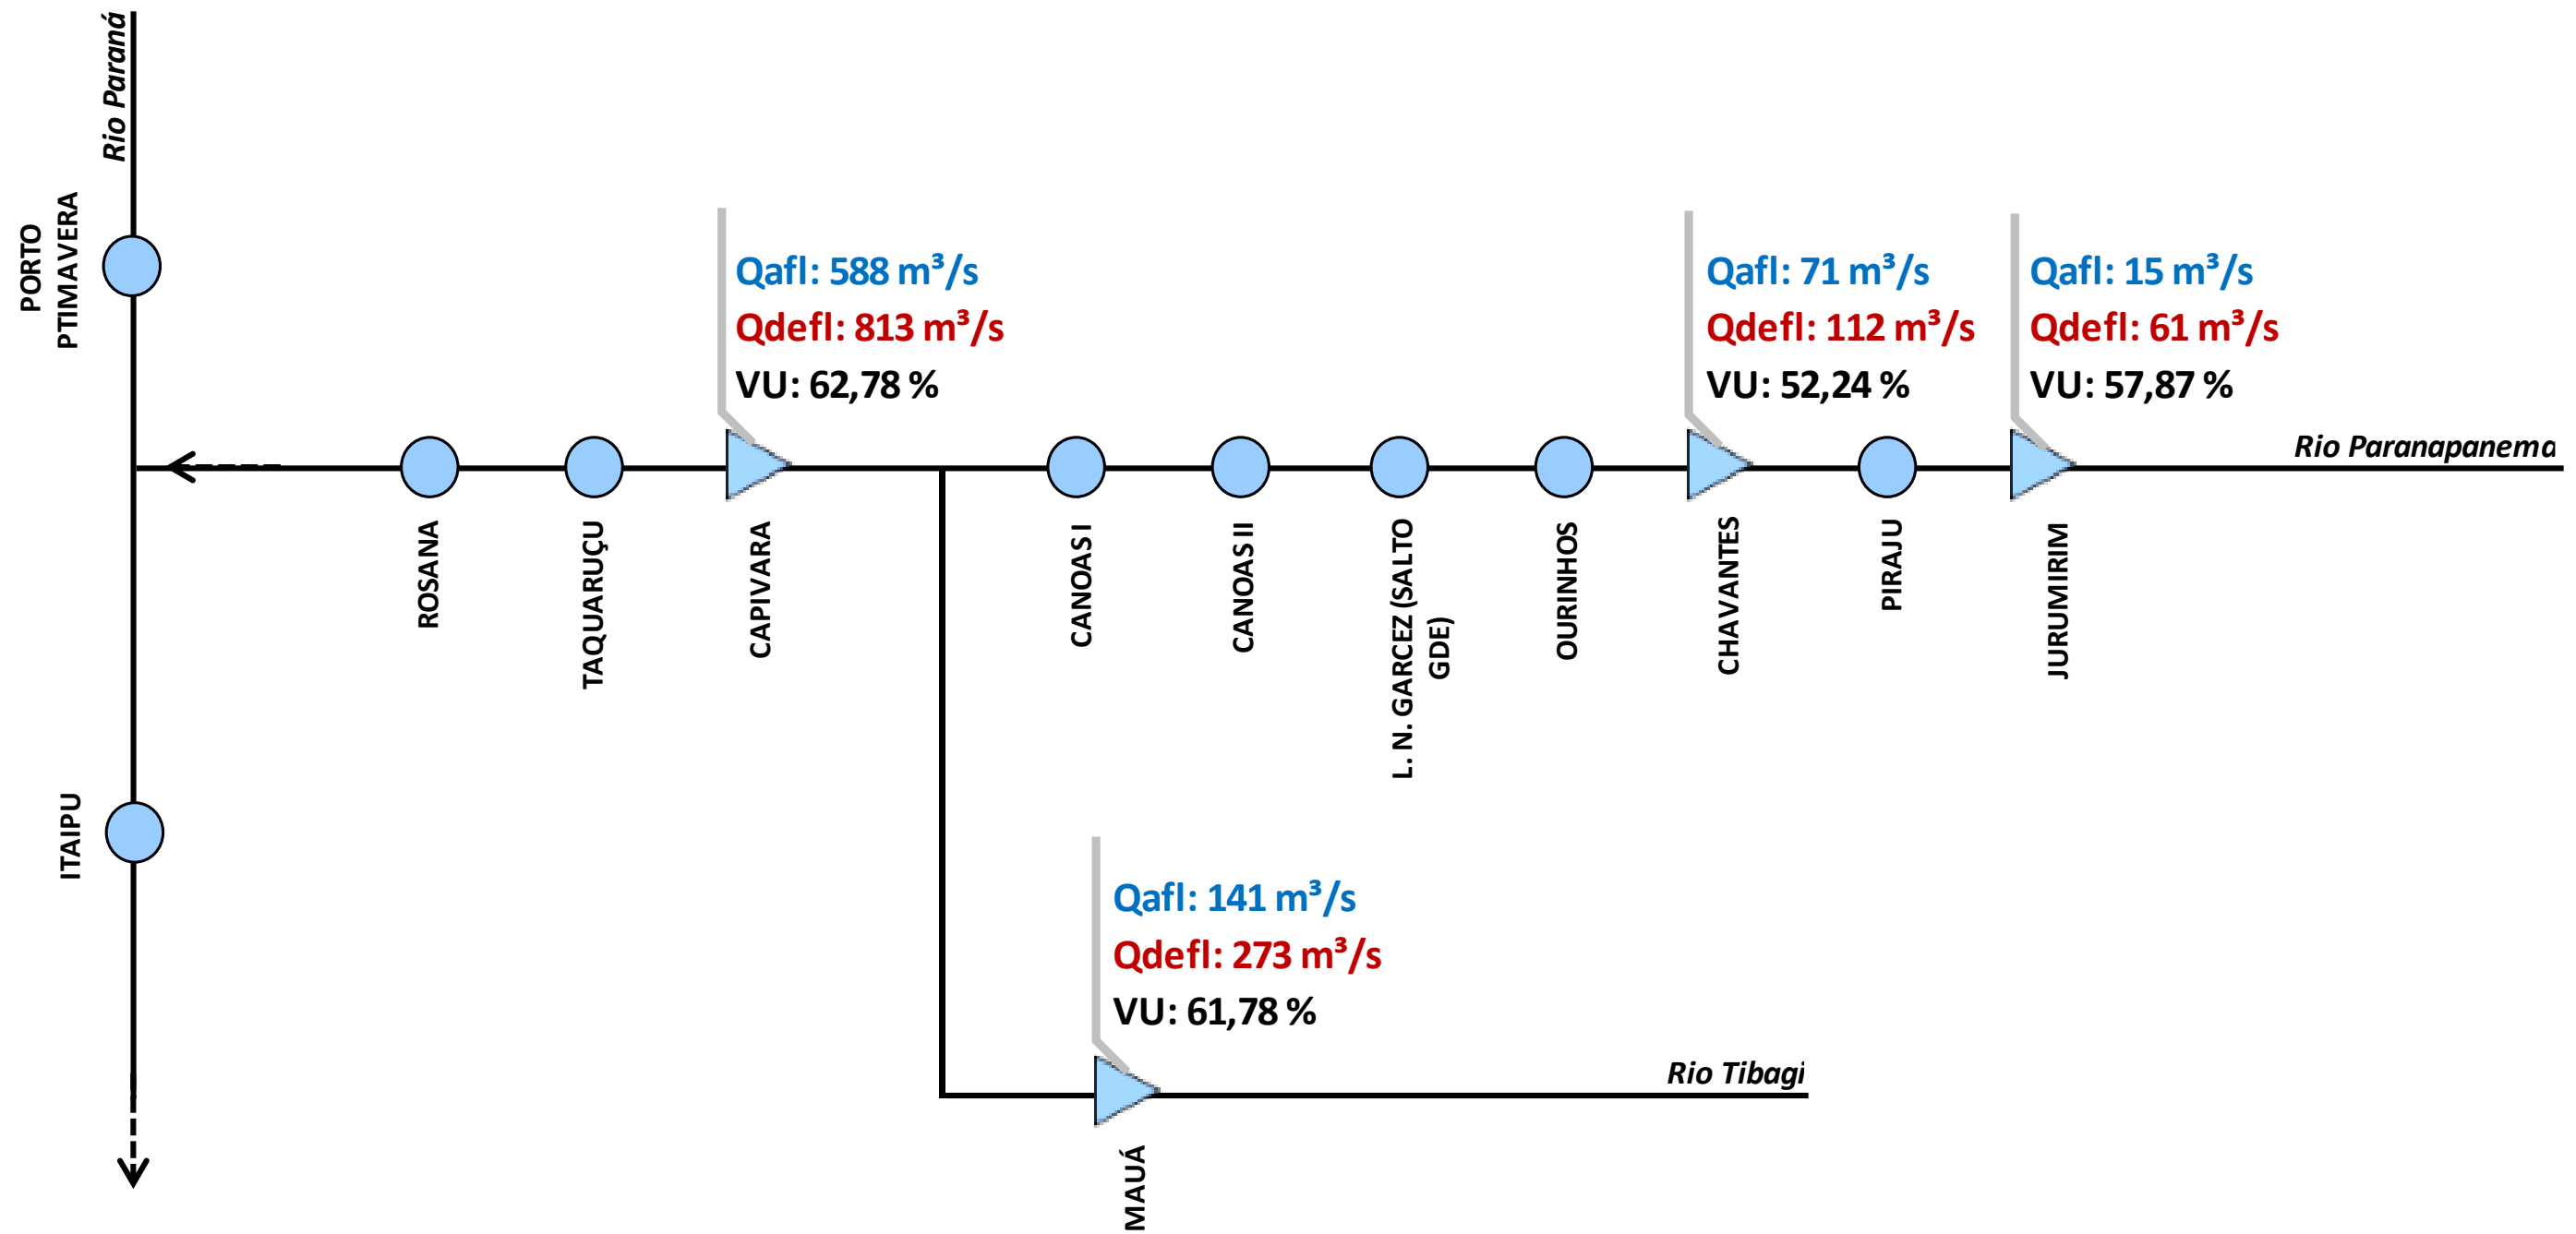 Rio Paraná
PORTO
PTIMAVERA
Qafl: 588 m³/s
Qdefl: 813 m³/s
VU: 62,78 %
Qafl: 71 m³/s
Qdefl: 112 m³/s
VU: 52,24 %
Qafl: 15 m³/s
Qdefl: 61 m³/s
VU: 57,87 %
Rio Paranapanema
ROSANA
TAQUARUÇU
CAPIVARA
CANOAS I
CANOAS II
L. N. GARCEZ (SALTO
GDE)
OURINHOS
CHAVANTES
PIRAJU
JURUMIRIM
ITAIPU
Qafl: 141 m³/s
Qdefl: 273 m³/s
VU: 61,78 %
Rio Tibagi
MAUÁ